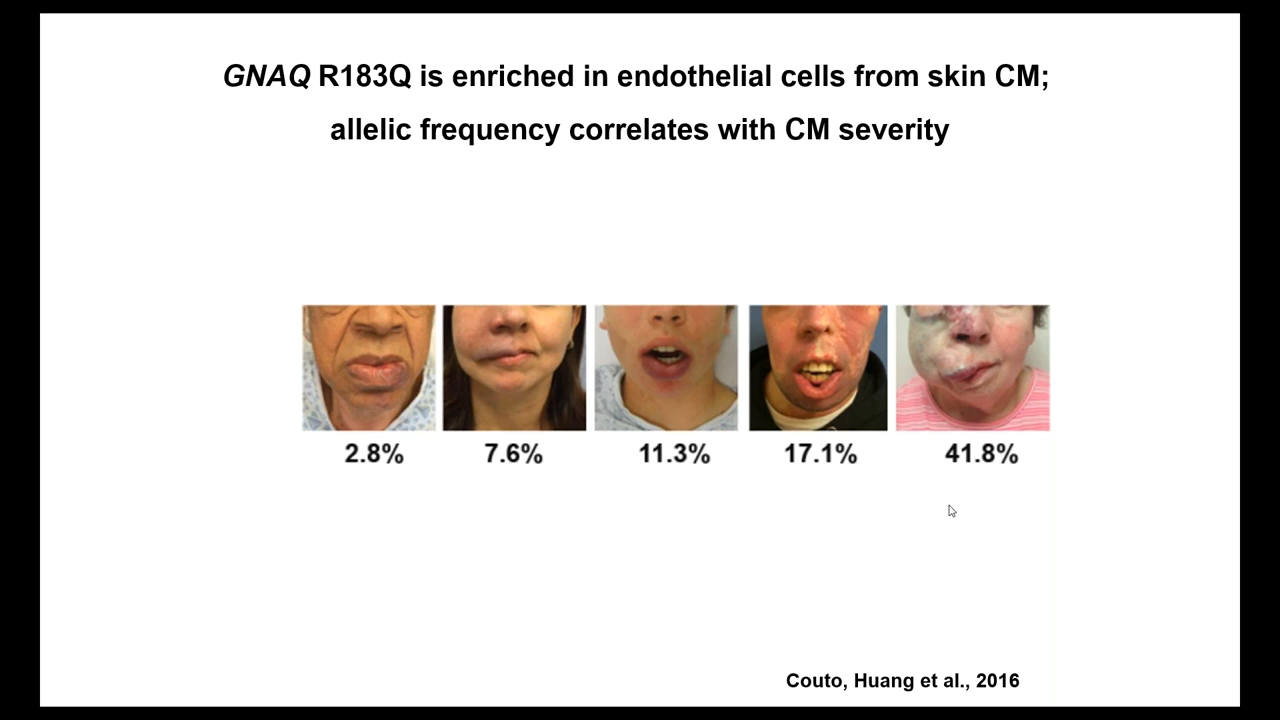 GNAQ R183Q is enriched in endothelial cells from skin CM;
allelic frequency correlates with CM severity
2.8% 7.6% 11.3% 17.1% 41.8%
Couto, Huang et al., 2016